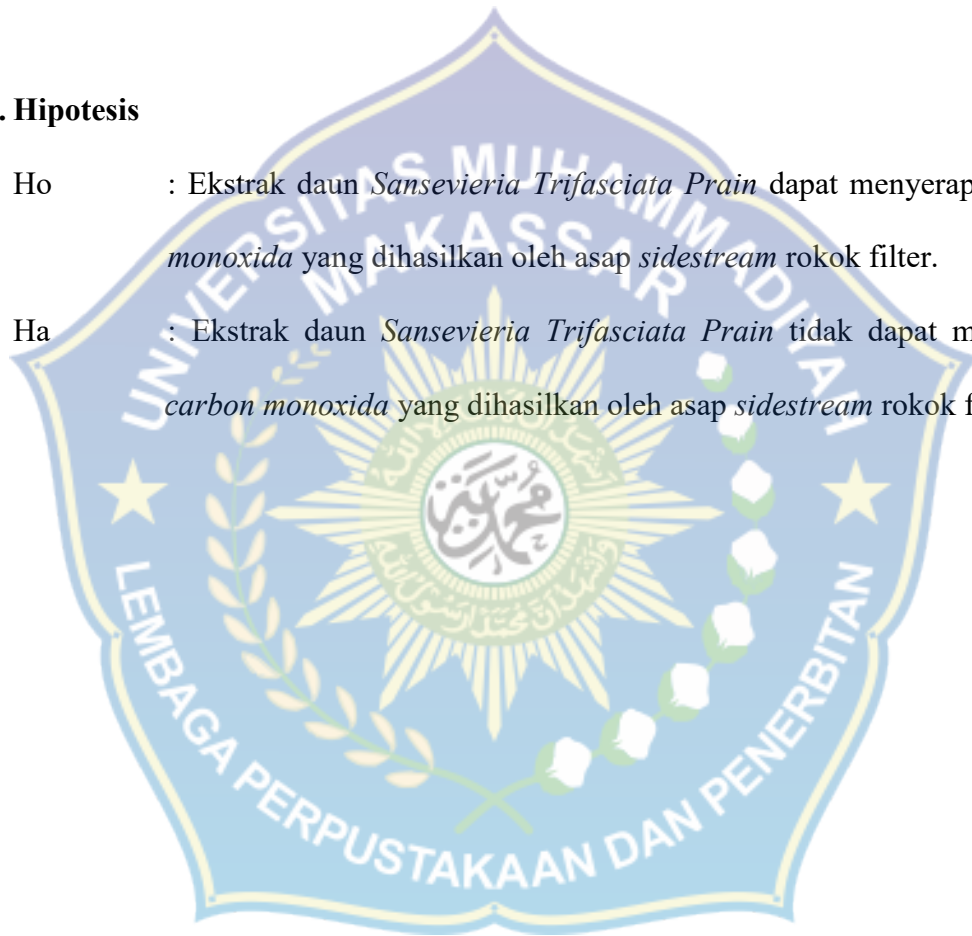 . Hipotesis
Ho : Ekstrak daun Sansevieria Trifasciata Prain dapat menyerap
monoxida yang dihasilkan oleh asap sidestream rokok filter.
Ha : Ekstrak daun Sansevieria Trifasciata Prain tidak dapat m
carbon monoxida yang dihasilkan oleh asap sidestream rokok f
UNIVERSITAS MUHAMMADIYAH
MAKASSAR
LEMBAGA PERPUSTAKAAN DAN PENERBITAN